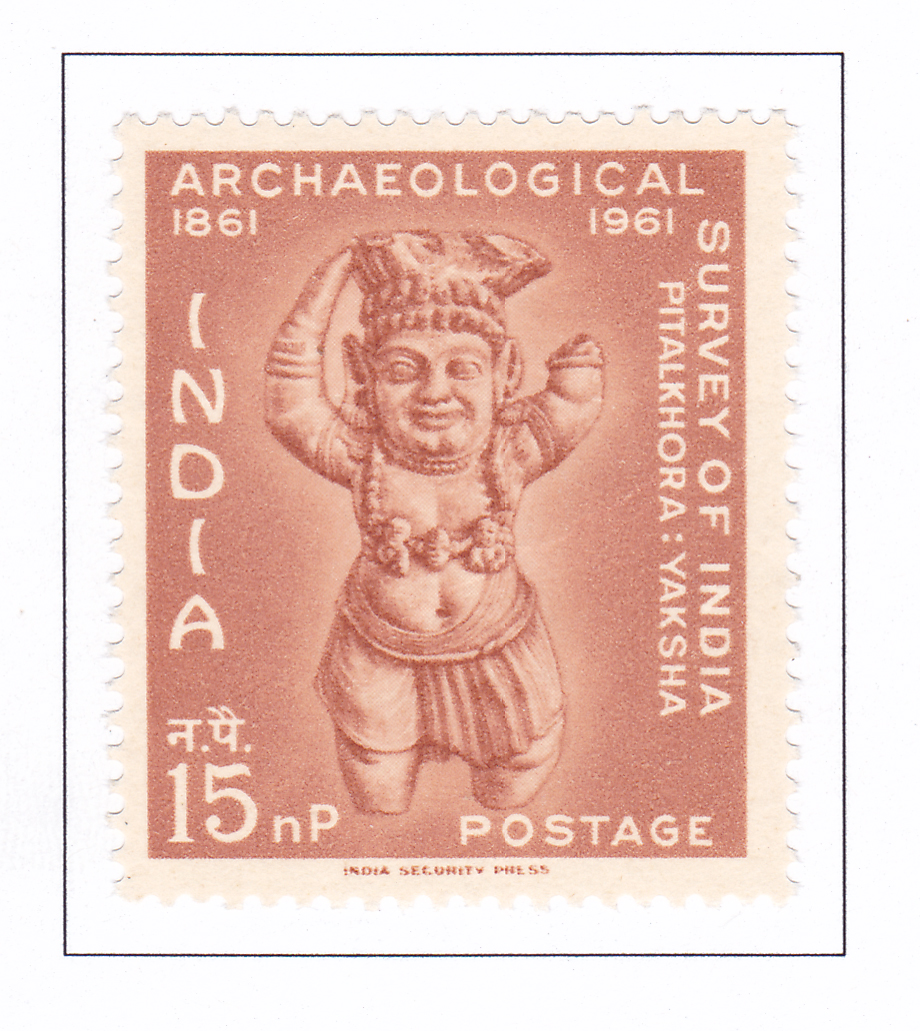 ARCHAEOLOGICAL
1861 1961
SURVEY OF INDIA
PITALKHORA : YAKSHA
INDIA
न.पै.
15 nP
POSTAGE
INDIA SECURITY PRESS